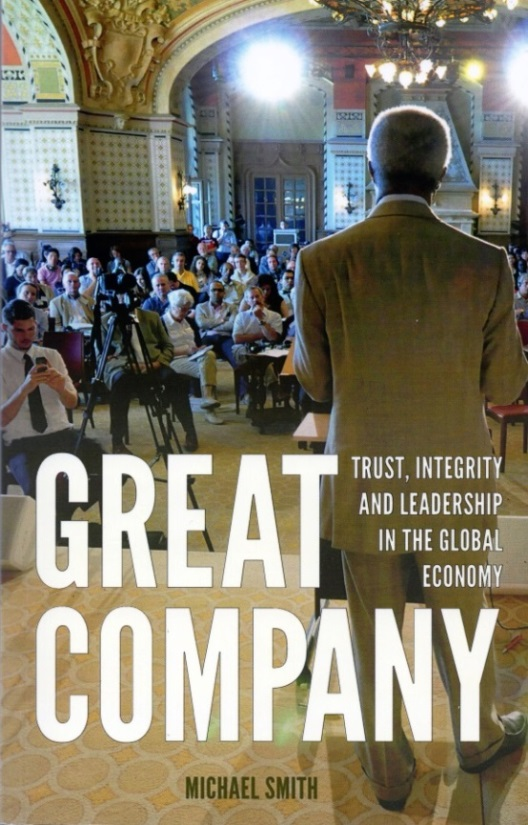 GREAT
TRUST, INTEGRITY
AND LEADERSHIP
IN THE GLOBAL
ECONOMY
COMPANY
MICHAEL SMITH